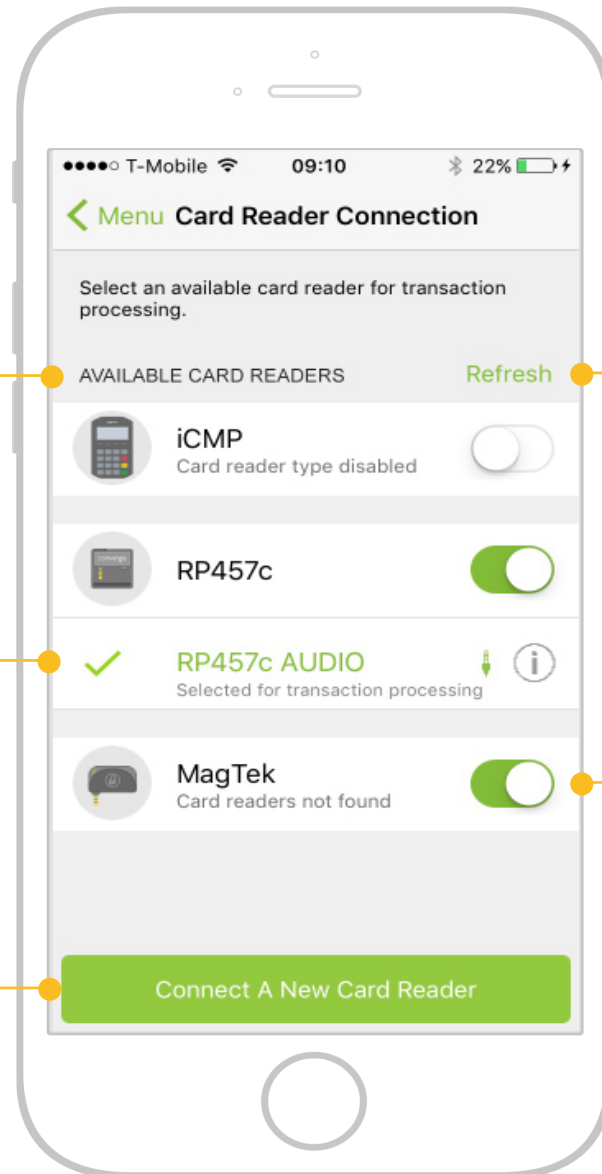 T-Mobile 09:10 22%
Menu Card Reader Connection
Select an available card reader for transaction
processing.
AVAILABLE CARD READERS Refresh
iCMP
Card reader type disabled
converge
RP457c
RP457c AUDIO i
Selected for transaction processing
MagTek
Card readers not found
Connect A New Card Reader